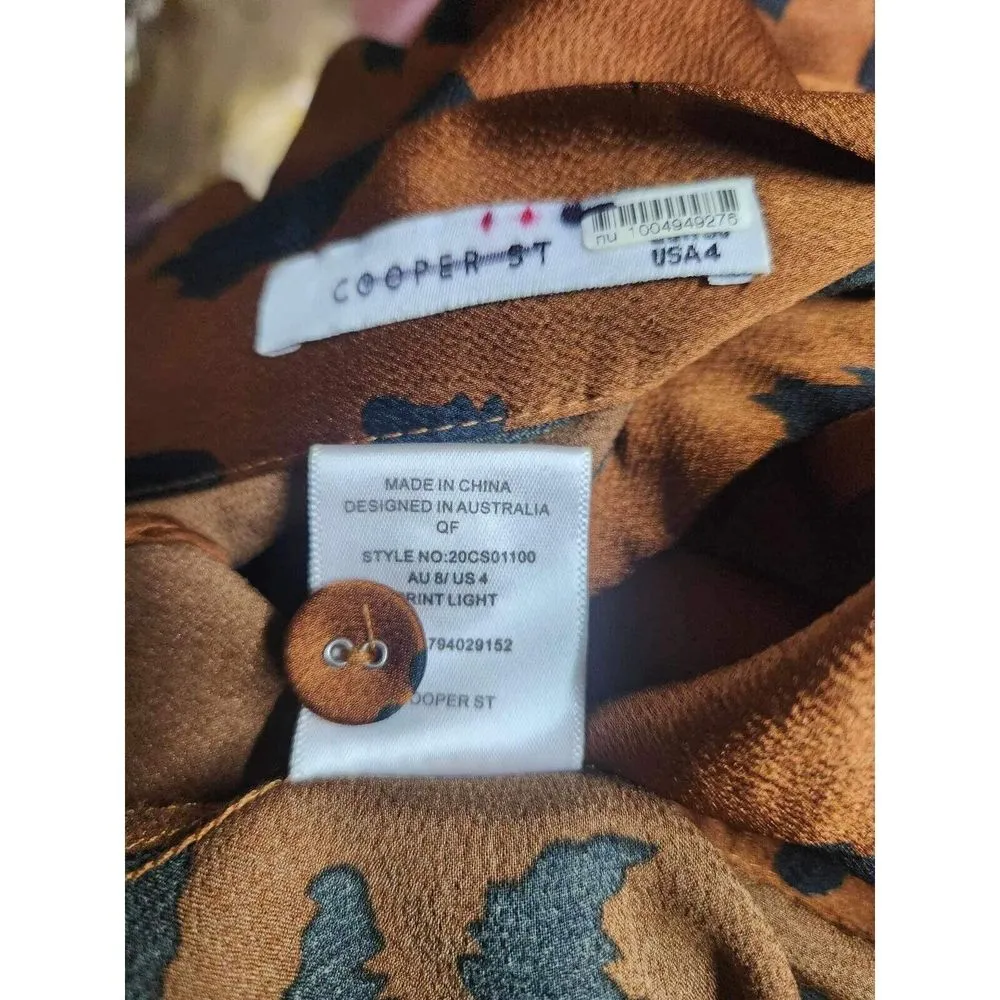 COOPER ST
nu 1004949276
USA 4
MADE IN CHINA
DESIGNED IN AUSTRALIA
QF
STYLE NO:20CS01100
AU 8/ US 4
RINT LIGHT
794029152
OOPER ST